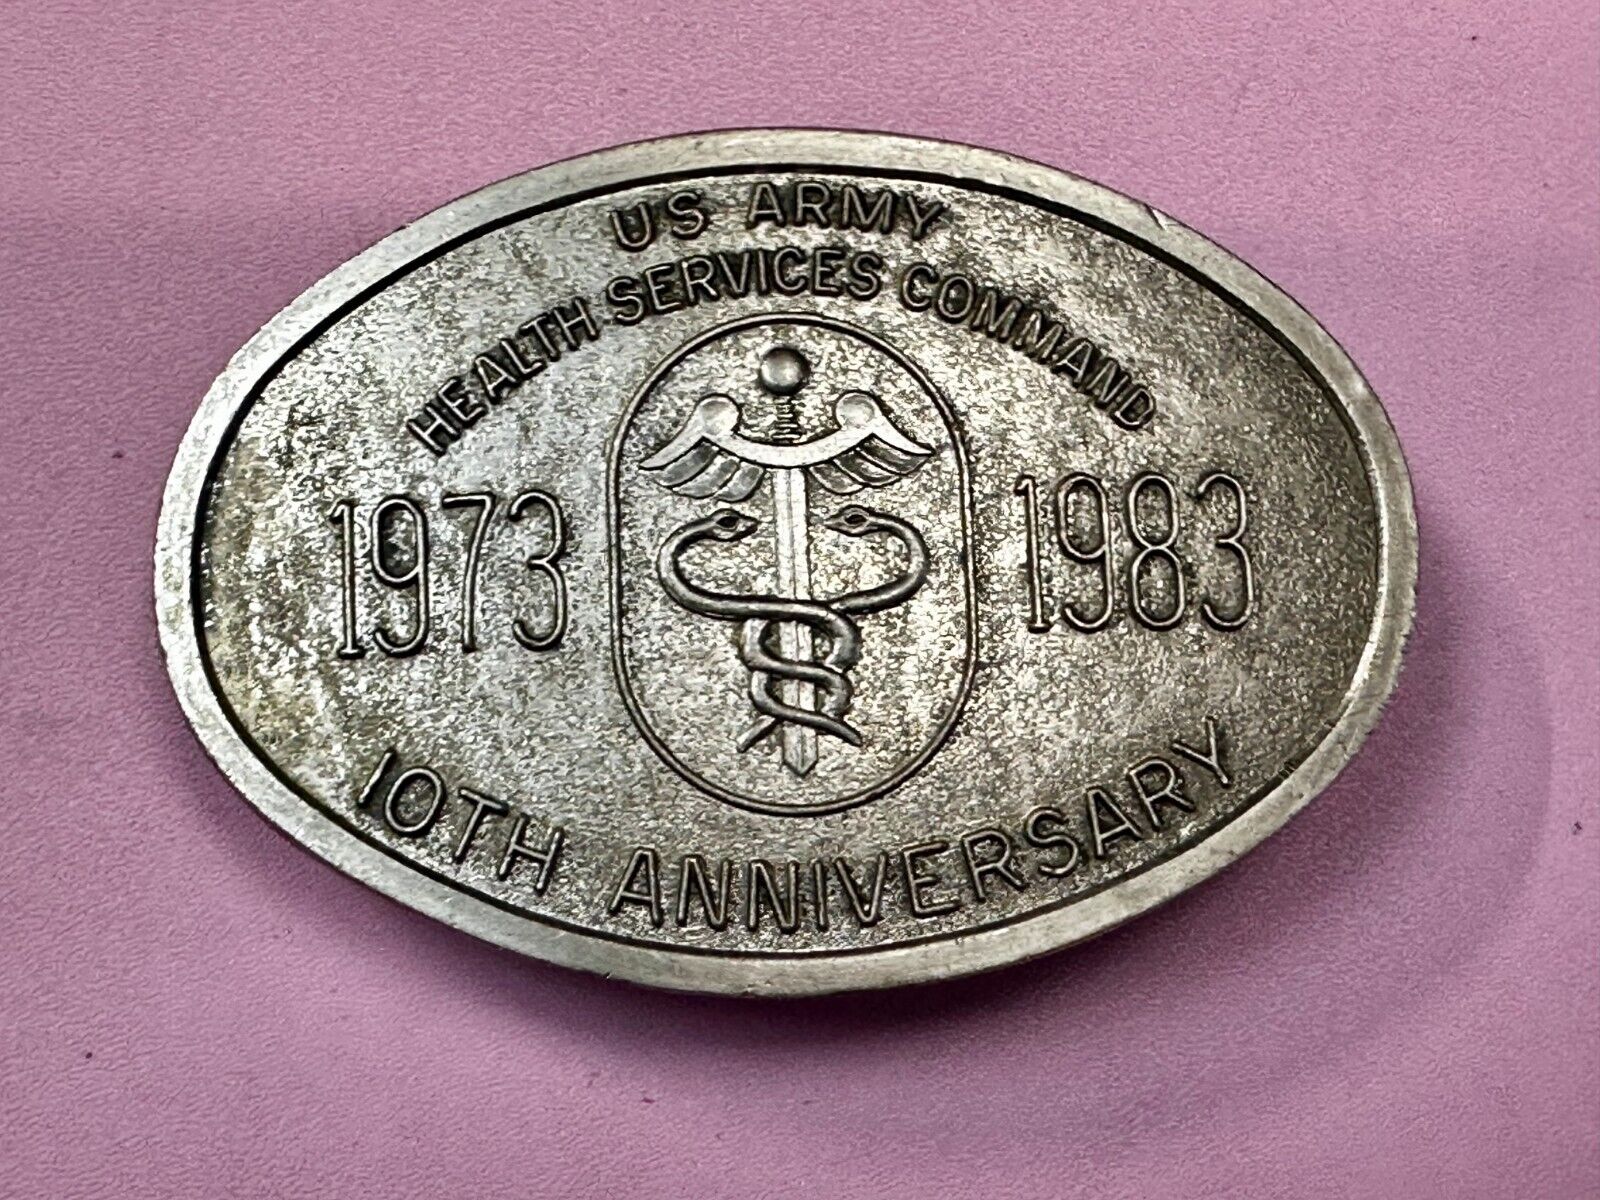 US ARMY
HEALTH SERVICES COMMAND
1973 1983
10TH ANNIVERSARY